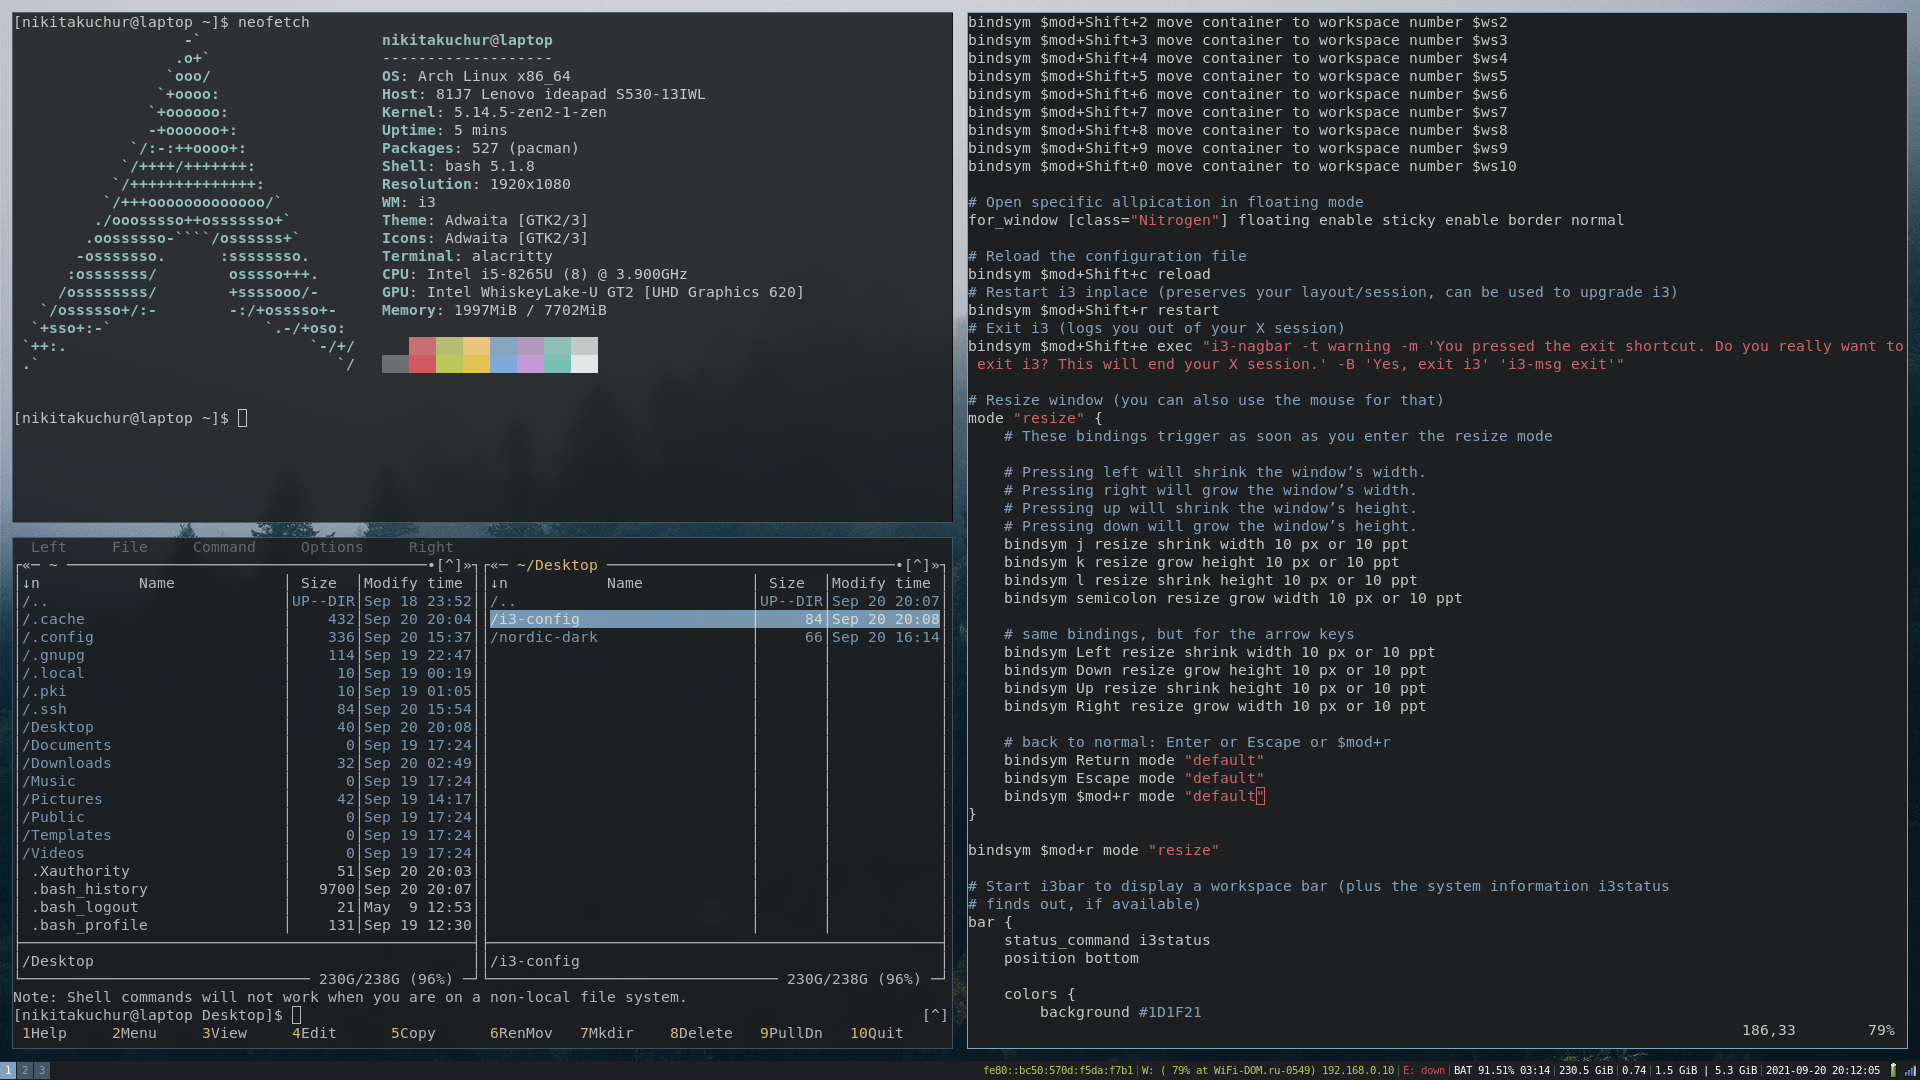 [nikitakuchur@laptop ~]$ neofetch
nikitakuchur@laptop
-------------------
OS: Arch Linux x86_64
Host: 81J7 Lenovo ideapad S530-13IWL
Kernel: 5.14.5-zen2-1-zen
Uptime: 5 mins
Packages: 527 (pacman)
Shell: bash 5.1.8
Resolution: 1920x1080
WM: i3
Theme: Adwaita [GTK2/3]
Icons: Adwaita [GTK2/3]
Terminal: alacritty
CPU: Intel i5-8265U (8) @ 3.900GHz
GPU: Intel WhiskeyLake-U GT2 [UHD Graphics 620]
Memory: 1997MiB / 7702MiB
[nikitakuchur@laptop ~]$
Left File Command Options Right
~ •[^]
↓n Name Size Modify time
/.. UP--DIR Sep 18 23:52
/.cache 432 Sep 20 20:04
/.config 336 Sep 20 15:37
/.gnupg 114 Sep 19 22:47
/.local 10 Sep 19 00:19
/.pki 10 Sep 19 01:05
/.ssh 84 Sep 20 15:54
/Desktop 40 Sep 20 20:08
/Documents 0 Sep 19 17:24
/Downloads 32 Sep 20 02:49
/Music 0 Sep 19 17:24
/Pictures 42 Sep 19 14:17
/Public 0 Sep 19 17:24
/Templates 0 Sep 19 17:24
/Videos 0 Sep 19 17:24
.Xauthority 51 Sep 20 20:03
.bash_history 9700 Sep 20 20:07
.bash_logout 21 May  9 12:53
.bash_profile 131 Sep 19 12:30
/Desktop
230G/238G (96%)
~/Desktop •[^]
↓n Name Size Modify time
/.. UP--DIR Sep 20 20:07
/i3-config 84 Sep 20 20:08
/nordic-dark 66 Sep 20 16:14
/i3-config
230G/238G (96%)
Note: Shell commands will not work when you are on a non-local file system.
[nikitakuchur@laptop Desktop]$ [^]
1Help 2Menu 3View 4Edit 5Copy 6RenMov 7Mkdir 8Delete 9PullDn 10Quit
bindsym $mod+Shift+2 move container to workspace number $ws2
bindsym $mod+Shift+3 move container to workspace number $ws3
bindsym $mod+Shift+4 move container to workspace number $ws4
bindsym $mod+Shift+5 move container to workspace number $ws5
bindsym $mod+Shift+6 move container to workspace number $ws6
bindsym $mod+Shift+7 move container to workspace number $ws7
bindsym $mod+Shift+8 move container to workspace number $ws8
bindsym $mod+Shift+9 move container to workspace number $ws9
bindsym $mod+Shift+0 move container to workspace number $ws10
# Open specific allpication in floating mode
for_window [class="Nitrogen"] floating enable sticky enable border normal
# Reload the configuration file
bindsym $mod+Shift+c reload
# Restart i3 inplace (preserves your layout/session, can be used to upgrade i3)
bindsym $mod+Shift+r restart
# Exit i3 (logs you out of your X session)
bindsym $mod+Shift+e exec "i3-nagbar -t warning -m 'You pressed the exit shortcut. Do you really want to
exit i3? This will end your X session.' -B 'Yes, exit i3' 'i3-msg exit'"
# Resize window (you can also use the mouse for that)
mode "resize" {
# These bindings trigger as soon as you enter the resize mode
# Pressing left will shrink the window’s width.
# Pressing right will grow the window’s width.
# Pressing up will shrink the window’s height.
# Pressing down will grow the window’s height.
bindsym j resize shrink width 10 px or 10 ppt
bindsym k resize grow height 10 px or 10 ppt
bindsym l resize shrink height 10 px or 10 ppt
bindsym semicolon resize grow width 10 px or 10 ppt
# same bindings, but for the arrow keys
bindsym Left resize shrink width 10 px or 10 ppt
bindsym Down resize grow height 10 px or 10 ppt
bindsym Up resize shrink height 10 px or 10 ppt
bindsym Right resize grow width 10 px or 10 ppt
# back to normal: Enter or Escape or $mod+r
bindsym Return mode "default"
bindsym Escape mode "default"
bindsym $mod+r mode "default"
}
bindsym $mod+r mode "resize"
# Start i3bar to display a workspace bar (plus the system information i3status
# finds out, if available)
bar {
status_command i3status
position bottom
colors {
background #1D1F21
186,33 79%
1 2 3
fe80::bc50:570d:f5da:f7b1 | W: ( 79% at WiFi-DOM.ru-0549) 192.168.0.10 | E: down | BAT 91.51% 03:14 | 230.5 GiB | 0.74 | 1.5 GiB | 5.3 GiB | 2021-09-20 20:12:05